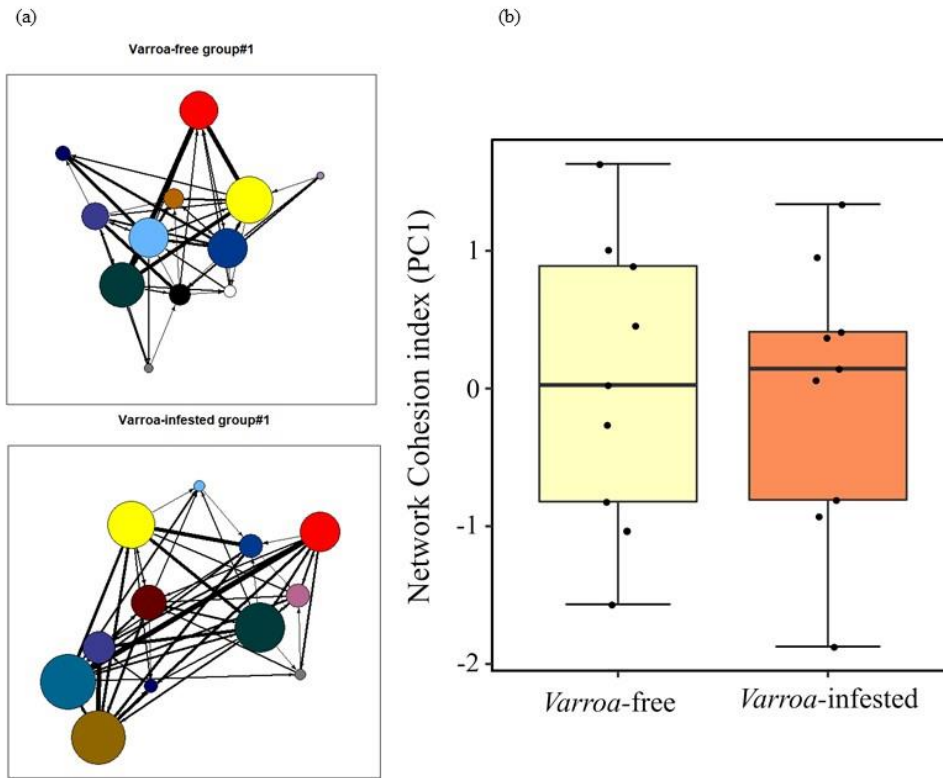 (a)
(b)
Varroa-free group#1
Varroa-infested group#1
Network Cohesion index (PC1)
1
0
-1
-2
Varroa-free
Varroa-infested